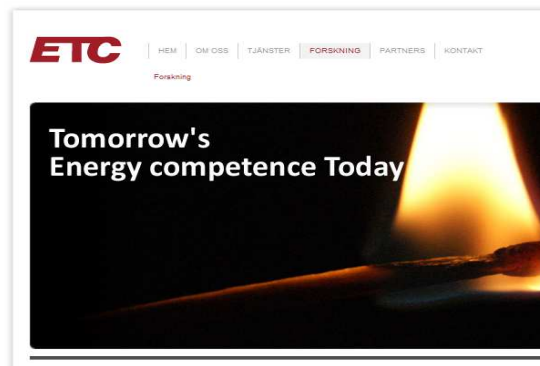 ETC
HEM OM OSS TJÄNSTER FORSKNING PARTNERS KONTAKT
Forskning
Tomorrow's
Energy competence Today